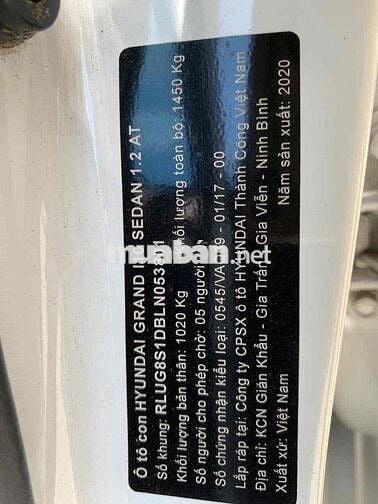 Ô tô con HYUNDAI GRAND SEDAN 1.2 AT
Số khung:
Khối lượng bản thân: 1020 Kg Khối lượng toàn bộ: 1450 Kg
Số người cho phép chở: 05 người
Số chứng nhận kiểu loại: 01/17 - 00
Lắp ráp tại: Công ty CPSX ô tô HYUNDAI Thành Công Việt Nam
Địa chỉ: KCN Gián Khẩu - Gia Trấn - Gia Viễn - Ninh Bình
Xuất xứ: Việt Nam Năm sản xuất: 2020
muaban.net